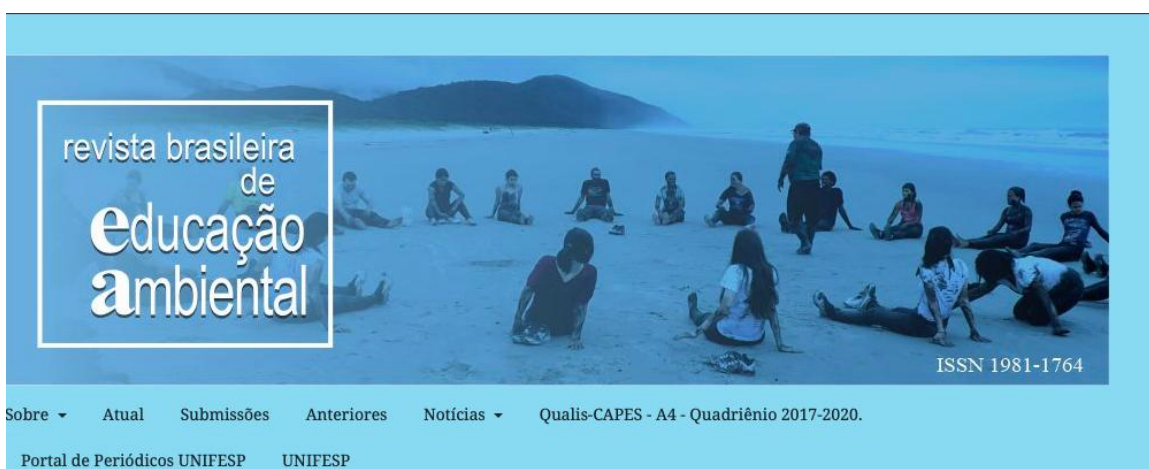 revista brasileira
de
educação
ambiental
ISSN 1981-1764
Sobre Atual Submissões Anteriores Notícias Qualis-CAPES - A4 - Quadriênio 2017-2020.
Portal de Periódicos UNIFESP UNIFESP